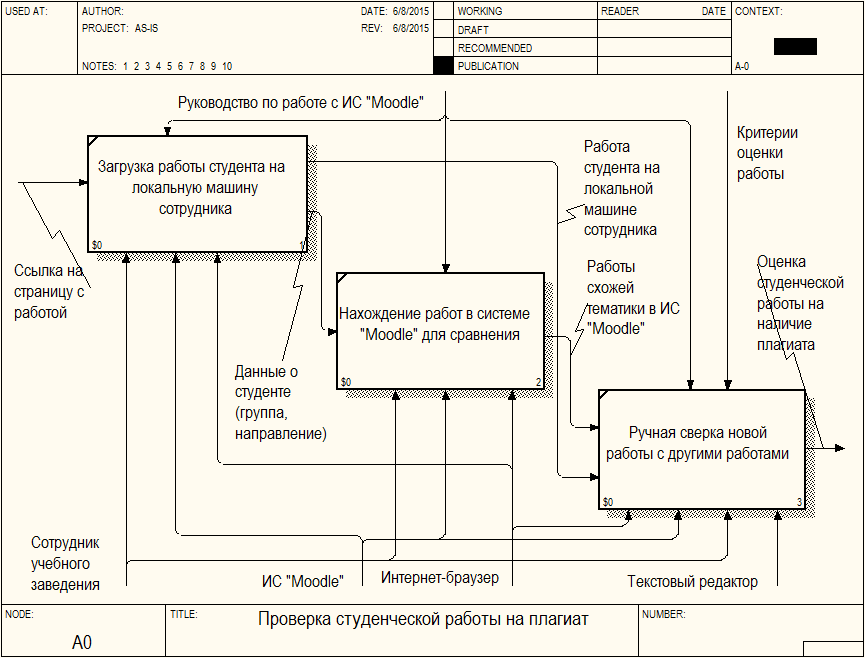 USED AT:
AUTHOR:
DATE: 6/8/2015
PROJECT: AS-IS
REV: 6/8/2015
NOTES: 1 2 3 4 5 6 7 8 9 10
WORKING
DRAFT
RECOMMENDED
PUBLICATION
READER DATE
CONTEXT:
A-0
Руководство по работе с ИС "Moodle"
Загрузка работы студента на
локальную машину
сотрудника
$0 1
Работа
студента на
локальной
машине
сотрудника
Критерии
оценки
работы
Ссылка на
страницу с
работой
Работы
схожей
тематики в ИС
"Moodle"
Оценка
студенческой
работы на
наличие
плагиата
Нахождение работ в системе
"Moodle" для сравнения
$0 2
Данные о
студенте
(группа,
направление)
Ручная сверка новой
работы с другими работами
$0 3
Сотрудник
учебного
заведения
ИС "Moodle"
Интернет-браузер
Текстовый редактор
NODE:
A0
TITLE:
Проверка студенческой работы на плагиат
NUMBER: